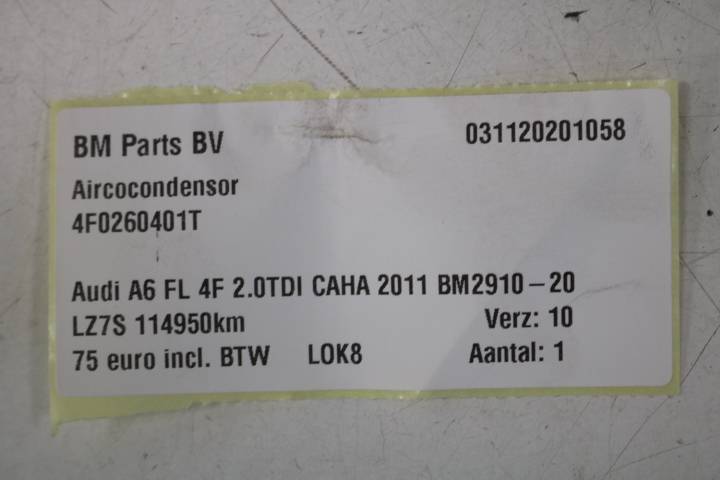 BM Parts BV 031120201058
Aircocondensor
4F0260401T
Audi A6 FL 4F 2.0TDI CAHA 2011 BM2910-20
LZ7S 114950km Verz: 10
75 euro incl. BTW LOK8 Aantal: 1